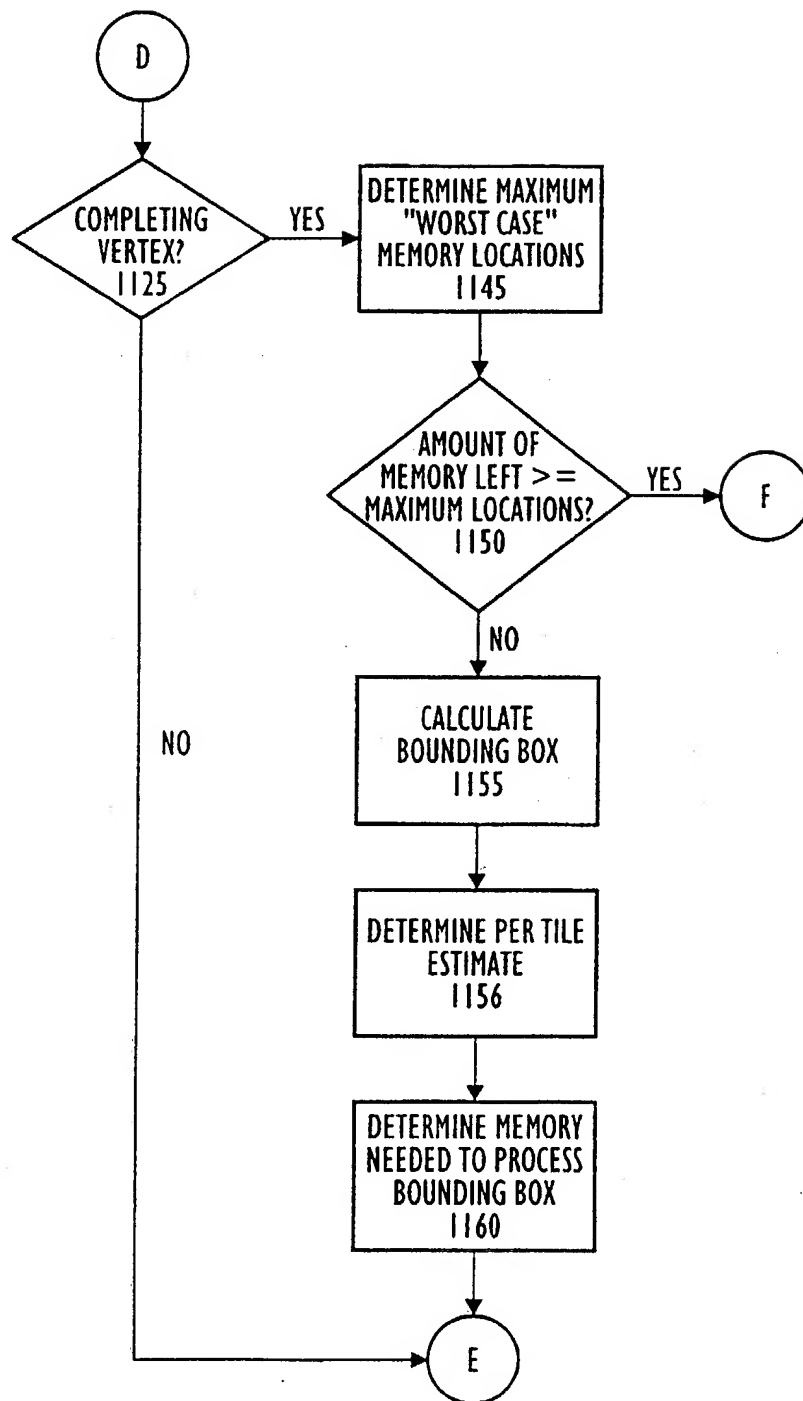 D
COMPLETING
VERTEX?
1125
YES
DETERMINE MAXIMUM
"WORST CASE"
MEMORY LOCATIONS
1145
AMOUNT OF
MEMORY LEFT >=
MAXIMUM LOCATIONS?
1150
YES
F
NO
NO
CALCULATE
BOUNDING BOX
1155
DETERMINE PER TILE
ESTIMATE
1156
DETERMINE MEMORY
NEEDED TO PROCESS
BOUNDING BOX
1160
E